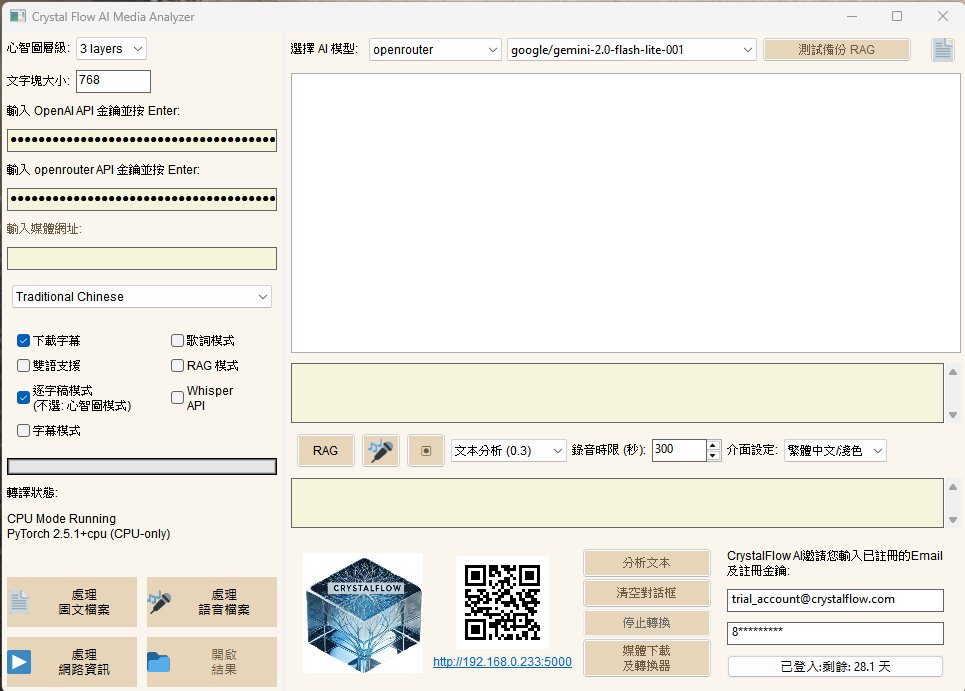 Crystal Flow AI Media Analyzer
心智圖層級:
3 layers
文字塊大小:
768
輸入 OpenAI API 金鑰並按 Enter:
●●●●●●●●●●●●●●●●●●●●●●●●●●●●●●●●●●●●●●
輸入 openrouter API 金鑰並按 Enter:
●●●●●●●●●●●●●●●●●●●●●●●●●●●●●●●●●●●●●●
輸入媒體網址:
Traditional Chinese
下載字幕
歌詞模式
雙語支援
RAG 模式
逐字稿模式
(不選: 心智圖模式)
Whisper
API
字幕模式
轉譯狀態:
CPU Mode Running
PyTorch 2.5.1+cpu (CPU-only)
處理
圖文檔案
處理
語音檔案
處理
網路資訊
開啟
結果
選擇 AI 模型:
openrouter
google/gemini-2.0-flash-lite-001
測試備份 RAG
RAG
文本分析 (0.3)
錄音時限 (秒):
300
介面設定:
繁體中文/淺色
CRYSTALFLOW
http://192.168.0.233:5000
分析文本
清空對話框
停止轉換
媒體下載
及轉換器
CrystalFlow AI邀請您輸入已註冊的Email
及註冊金鑰:
trial_account@crystalflow.com
8*********
已登入:剩餘: 28.1 天